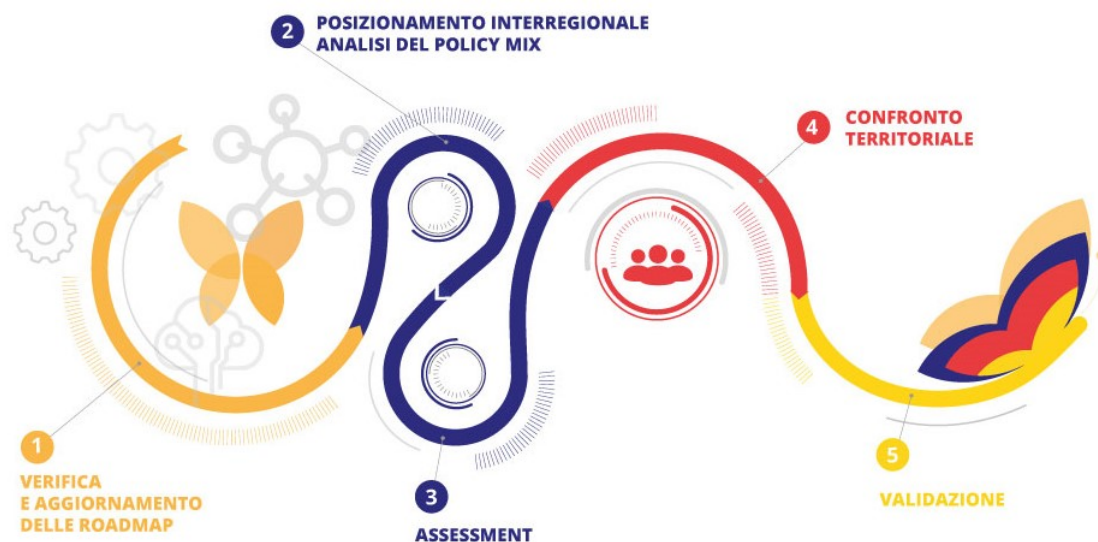 1
VERIFICA
E AGGIORNAMENTO
DELLE ROADMAP
2
POSIZIONAMENTO INTERREGIONALE
ANALISI DEL POLICY MIX
3
ASSESSMENT
4
CONFRONTO
TERRITORIALE
5
VALIDAZIONE